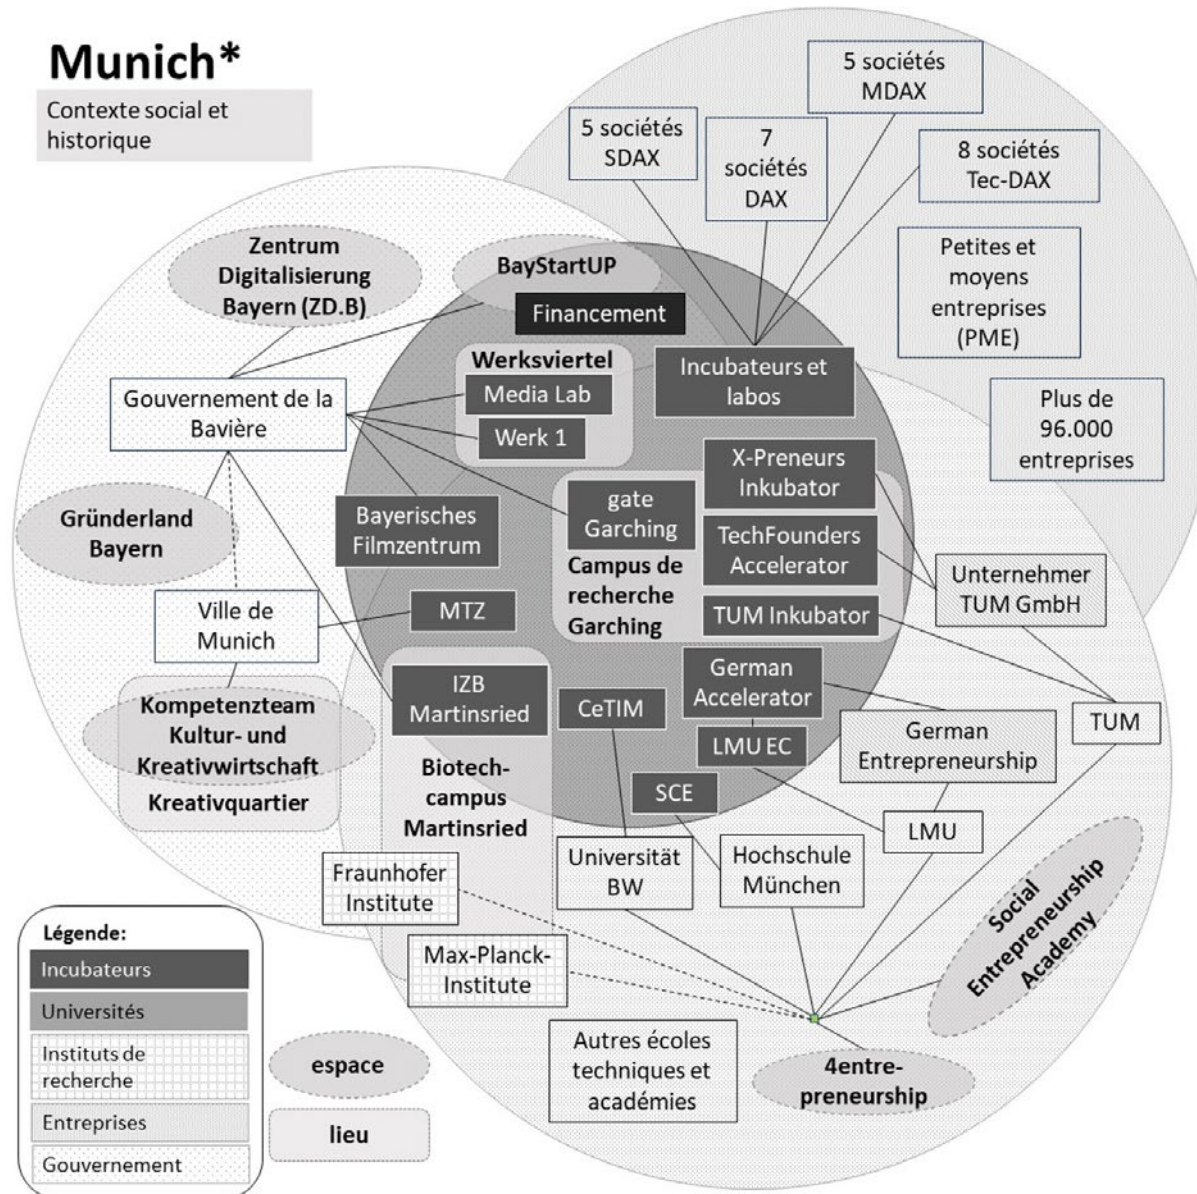 Munich*
Contexte social et
historique
5 sociétés
SDAX
7
sociétés
DAX
5 sociétés
MDAX
8 sociétés
Tec-DAX
Petites et
moyens
entreprises
(PME)
Plus de
96.000
entreprises
Zentrum
Digitalisierung
Bayern (ZD.B)
BayStartUP
Financement
Werksviertel
Media Lab
Werk 1
Incubateurs et
labos
Gouvernement de la
Bavière
X-Preneurs
Inkubator
gate
Garching
TechFounders
Accelerator
Campus de
recherche
Garching
TUM Inkubator
Bayerisches
Filmzentrum
Gründerland
Bayern
Unternehmer
TUM GmbH
Ville de
Munich
MTZ
IZB
Martinsried
CeTIM
German
Accelerator
LMU EC
SCE
German
Entrepreneurship
TUM
LMU
Kompetenzteam
Kultur- und
Kreativwirtschaft
Kreativquartier
Biotech-
campus
Martinsried
Fraunhofer
Institute
Max-Planck-
Institute
Universität
BW
Hochschule
München
Social
Entrepreneurship
Academy
Autres écoles
techniques et
académies
4entre-
preneurship
Légende:
Incubateurs
Universités
Instituts de
recherche
Entreprises
Gouvernement
espace
lieu